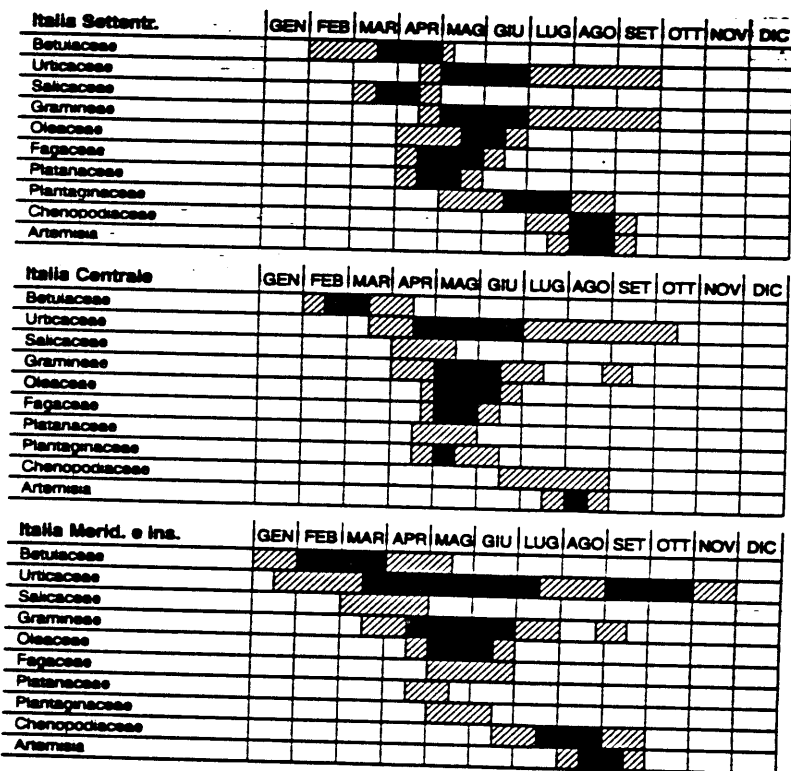 Italia Settentr. GEN FEB MAR APR MAG GIU LUG AGO SET OTT NOV DIC
Betulaceae
Urticaceae
Salicaceae
Gramineae
Oleaceae
Fagaceae
Platanaceae
Plantaginaceae
Chenopodiaceae
Artemisia
Italia Centrale GEN FEB MAR APR MAG GIU LUG AGO SET OTT NOV DIC
Betulaceae
Urticaceae
Salicaceae
Gramineae
Oleaceae
Fagaceae
Platanaceae
Plantaginaceae
Chenopodiaceae
Artemisia
Italia Merid. e ins. GEN FEB MAR APR MAG GIU LUG AGO SET OTT NOV DIC
Betulaceae
Urticaceae
Salicaceae
Gramineae
Oleaceae
Fagaceae
Platanaceae
Plantaginaceae
Chenopodiaceae
Artemisia